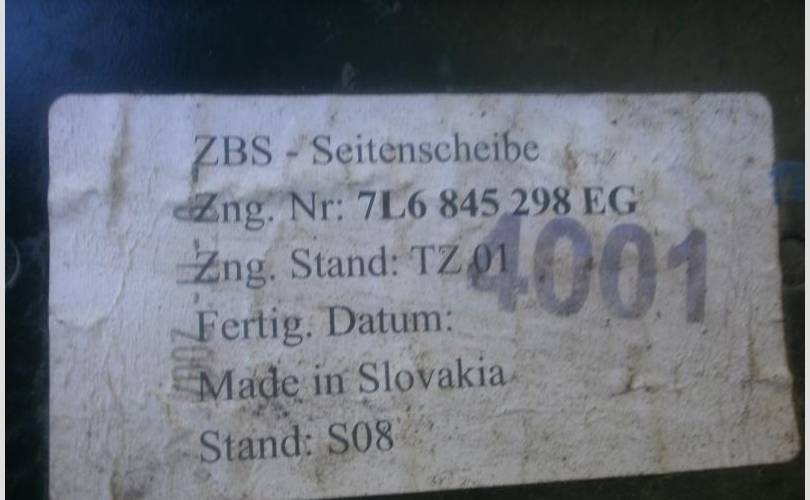 ZBS - Seitenscheibe
Zng. Nr: 7L6 845 298 EG
Zng. Stand: TZ 01
4001
Fertig. Datum:
Made in Slovakia
Stand: S08